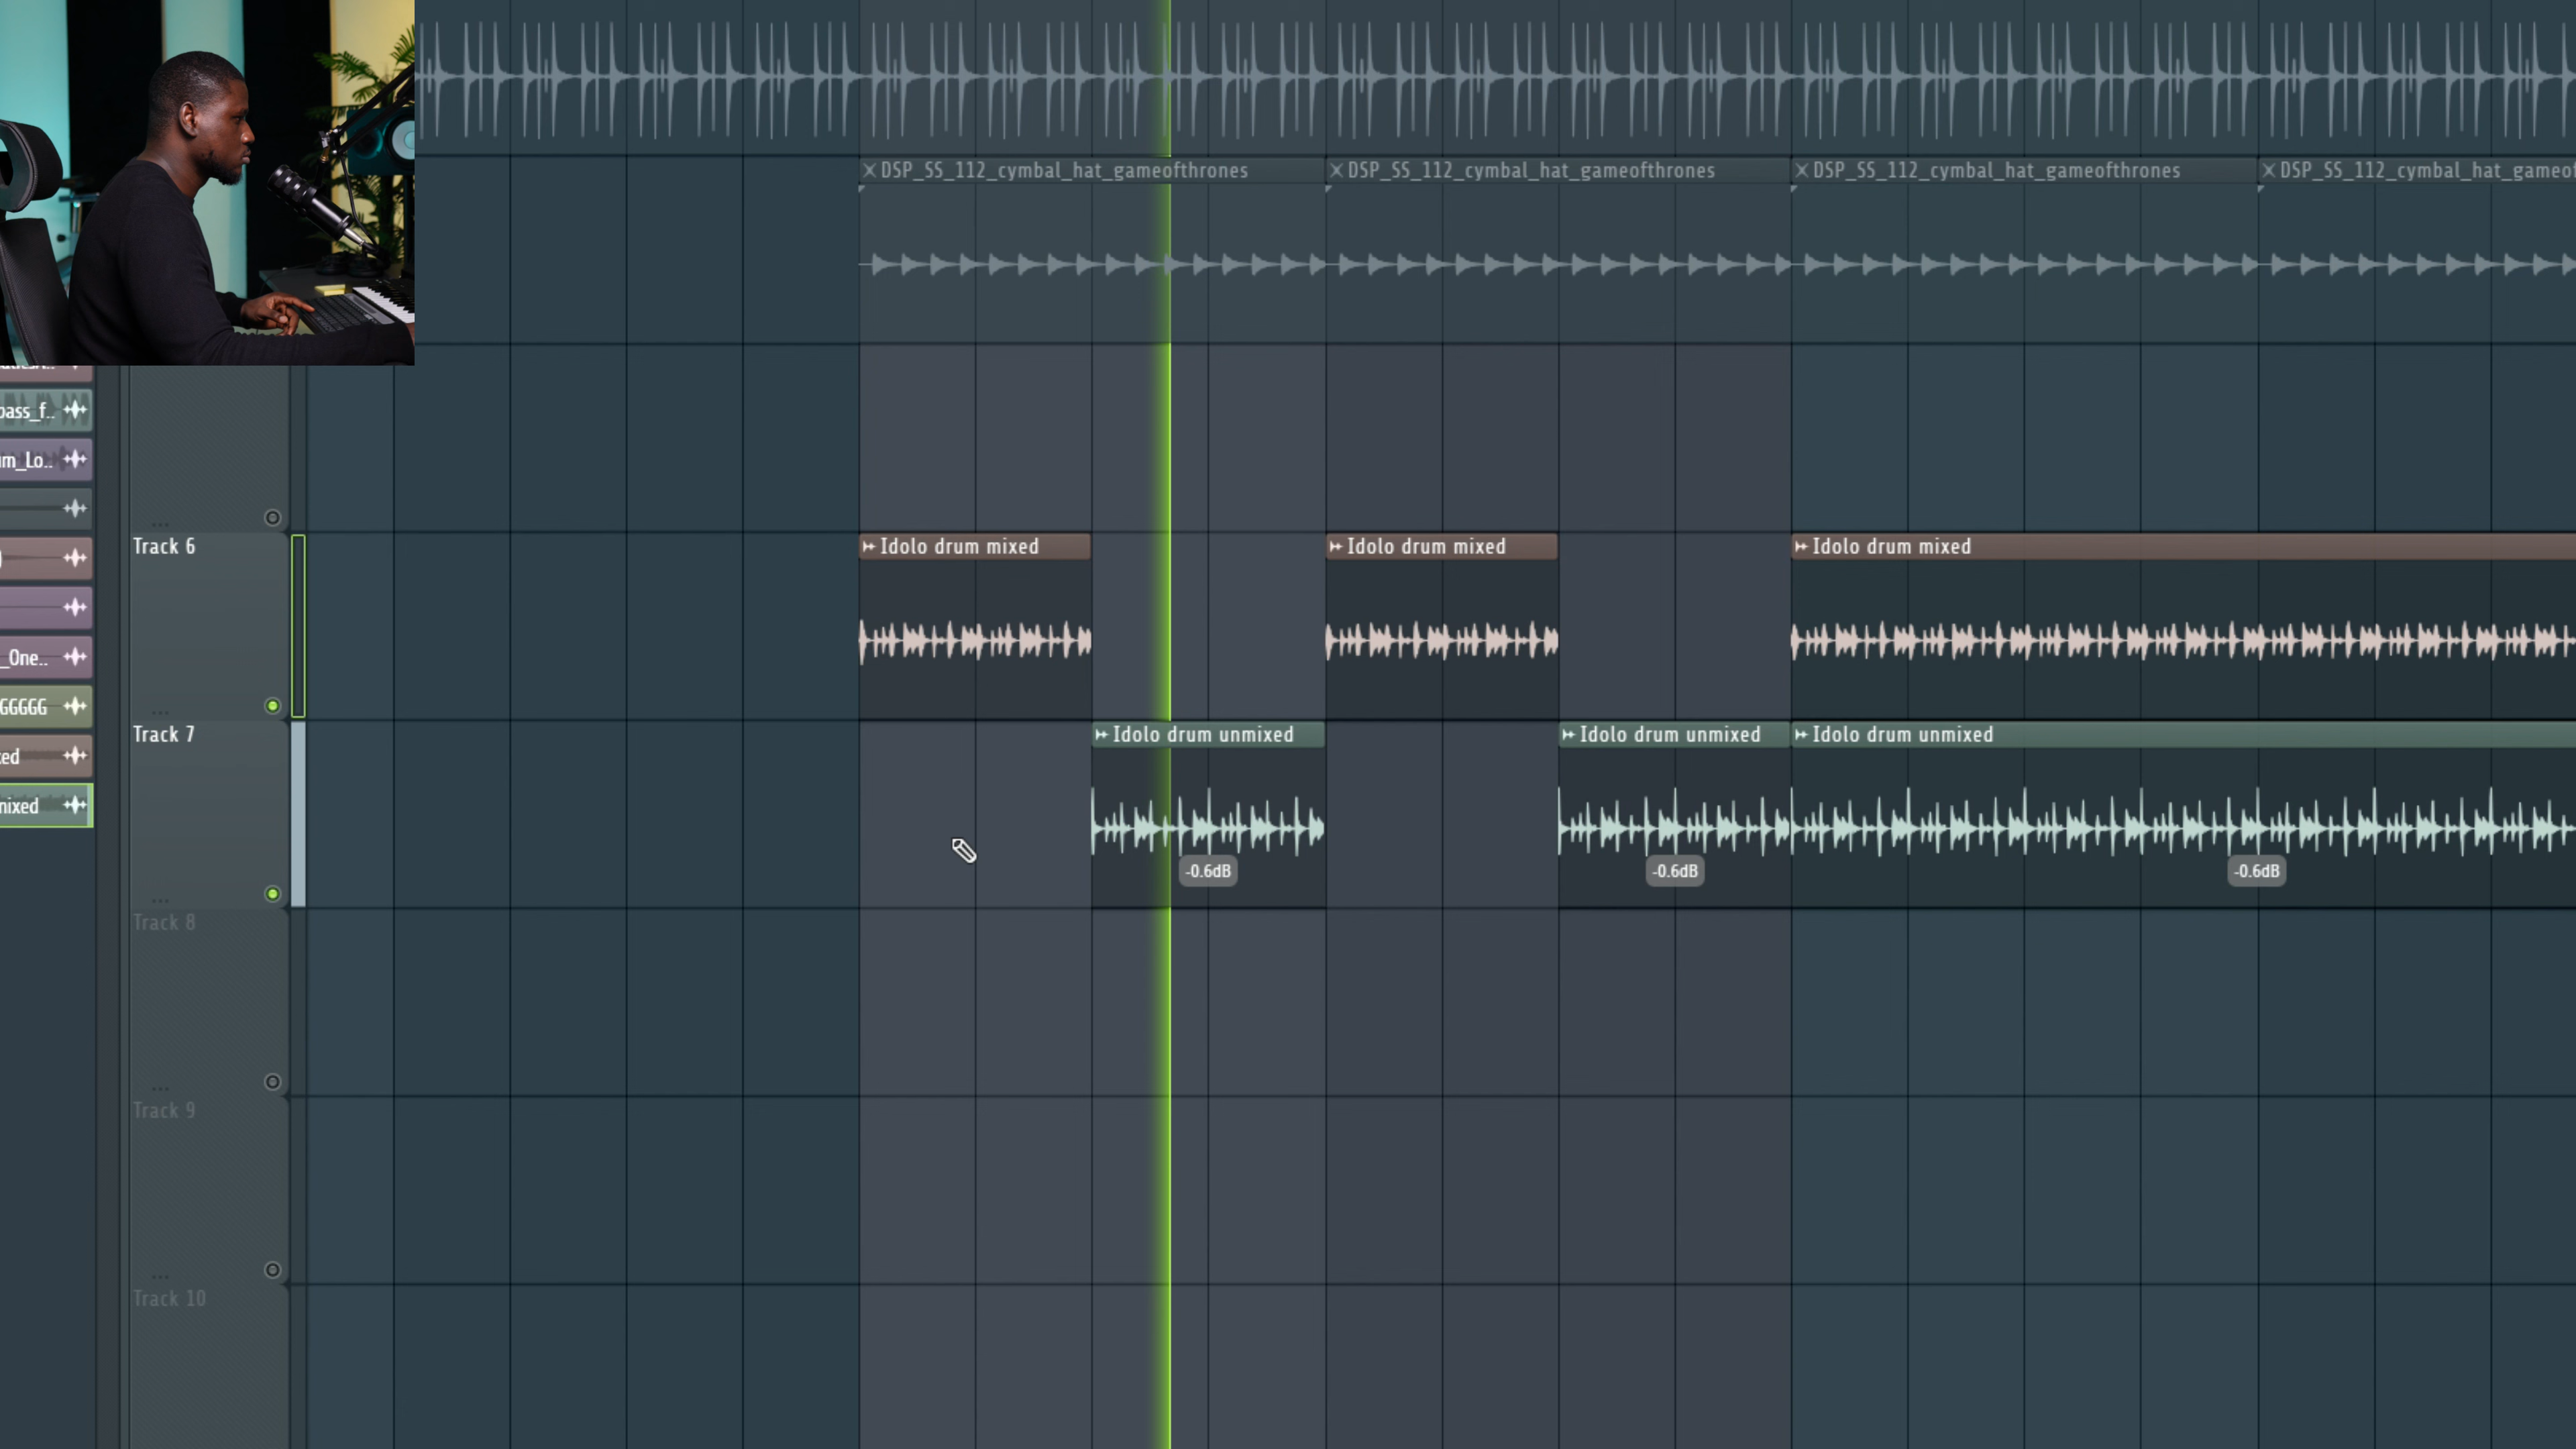 DSP_SS_112_cymbal_hat_gameofthrones
DSP_SS_112_cymbal_hat_gameofthrones
DSP_SS_112_cymbal_hat_gameofthrones
DSP_SS_112_cymbal_hat_gameof
bass_f..
m_Lo..
_One..
GGGGG
ed
mixed
Track 6
Idolo drum mixed
Idolo drum mixed
Idolo drum mixed
Track 7
Idolo drum unmixed
Idolo drum unmixed
Idolo drum unmixed
-0.6dB
-0.6dB
-0.6dB
Track 8
Track 9
Track 10